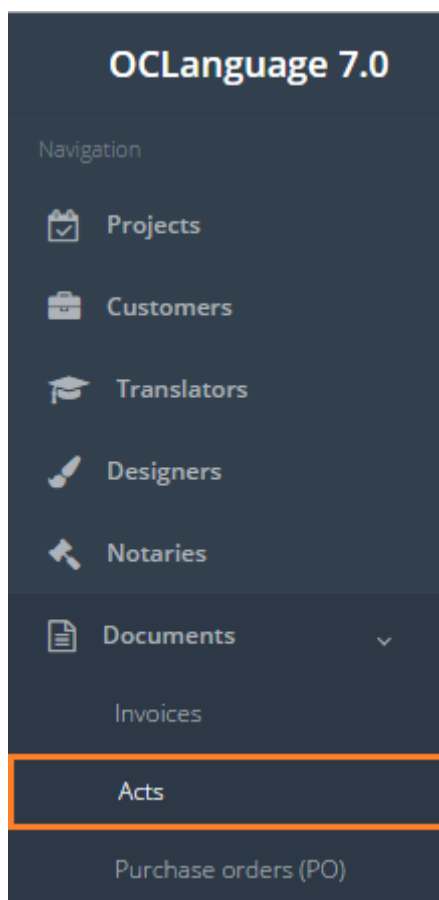 OCLanguage 7.0
Navigation
Projects
Customers
Translators
Designers
Notaries
Documents
Invoices
Acts
Purchase orders (PO)